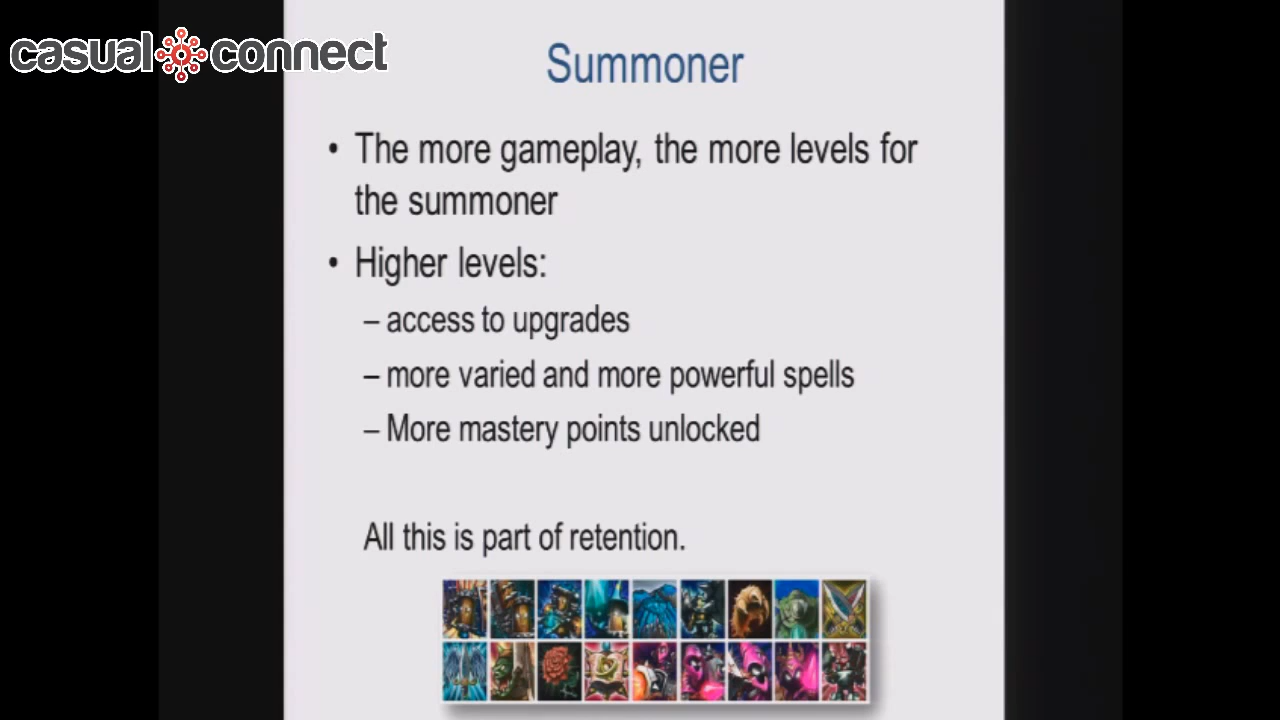 casual connect
Summoner
• The more gameplay, the more levels for
the summoner
• Higher levels:
– access to upgrades
– more varied and more powerful spells
– More mastery points unlocked
All this is part of retention.